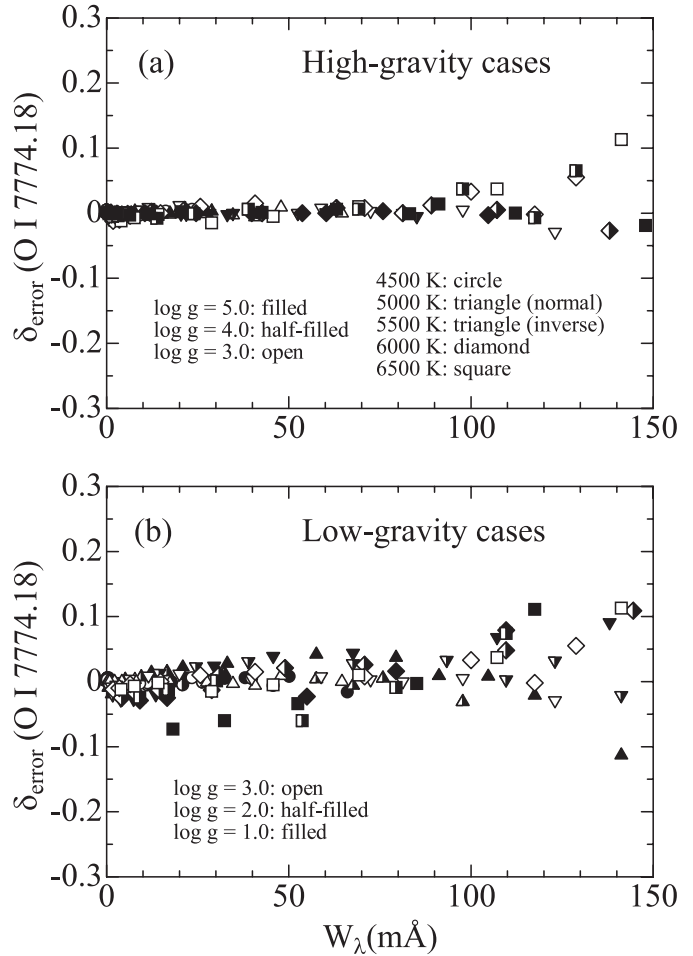 0.3
(a)
High-gravity cases
0.2
0.1
0
-0.1
-0.2
-0.3
δerror (O I 7774.18)
log g = 5.0: filled
log g = 4.0: half-filled
log g = 3.0: open
4500 K: circle
5000 K: triangle (normal)
5500 K: triangle (inverse)
6000 K: diamond
6500 K: square
0
50
100
150
0.3
(b)
Low-gravity cases
0.2
0.1
0
-0.1
-0.2
-0.3
δerror (O I 7774.18)
log g = 3.0: open
log g = 2.0: half-filled
log g = 1.0: filled
0
50
100
150
Wλ(mÅ)